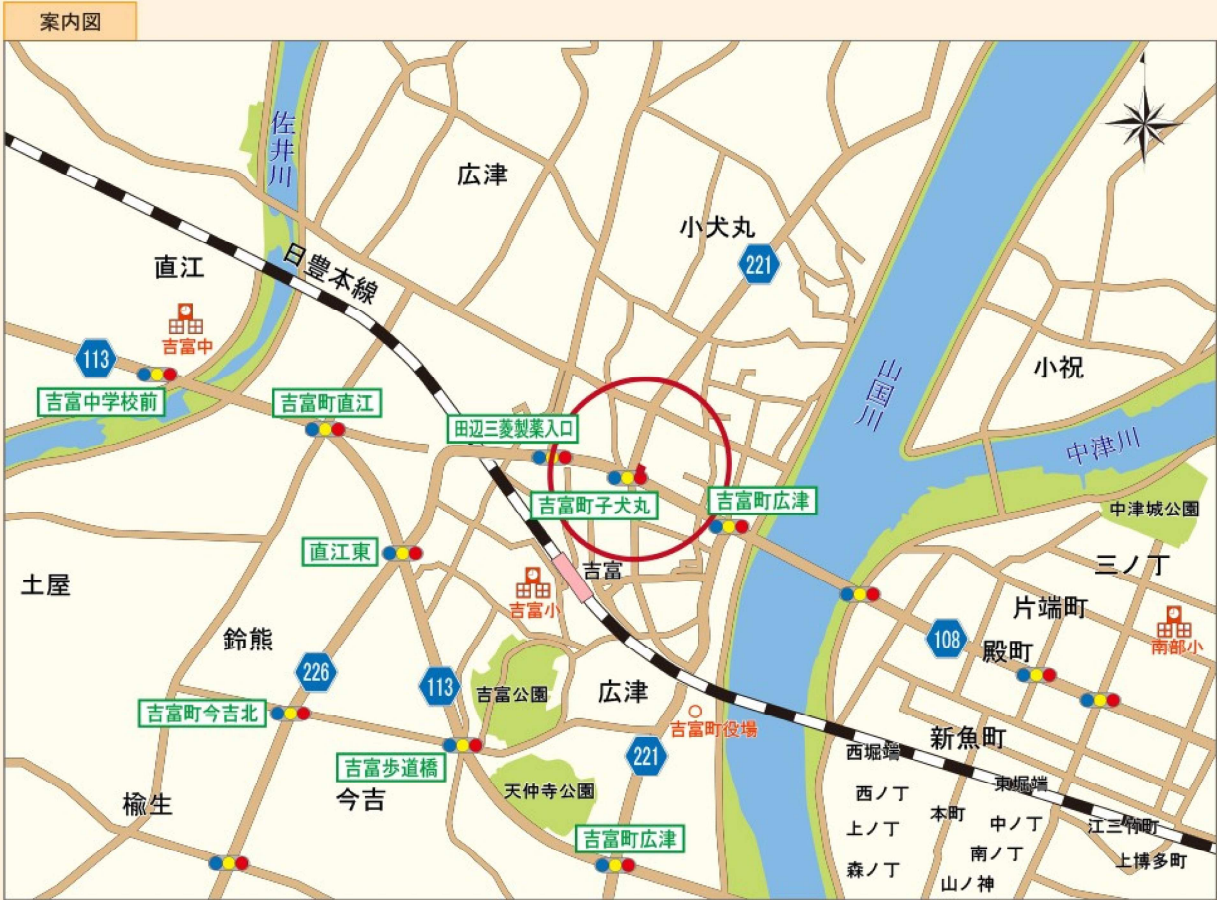 案内図
佐井川
広津
小犬丸
221
日豊本線
直江
吉富中
113
吉富中学校前
吉富町直江
田辺三菱製薬入口
山国川
小祝
中津川
吉富町子犬丸
吉富町広津
中津城公園
直江東
吉富
吉富小
土屋
三ノ丁
片端町
南部小
鈴熊
226
113
108
殿町
吉富公園
広津
吉富町今吉北
吉富町役場
新魚町
西堀端
吉富歩道橋
221
今吉
天仲寺公園
東堀端
楡生
西ノ丁
本町
中ノ丁
上ノ丁
江三竹町
吉富町広津
南ノ丁
上博多町
森ノ丁
山ノ神